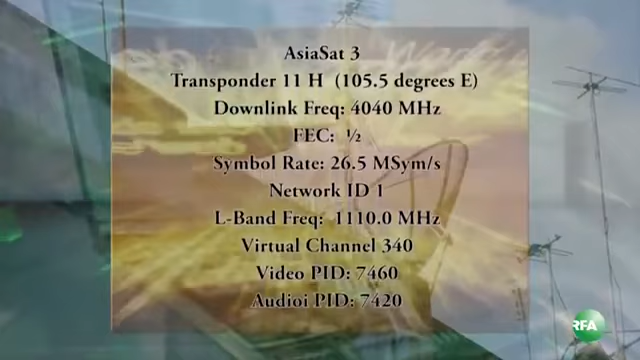 AsiaSat 3
Transponder 11 H (105.5 degrees E)
Downlink Freq: 4040 MHz
FEC: ½
Symbol Rate: 26.5 MSym/s
Network ID 1
L-Band Freq: 1110.0 MHz
Virtual Channel 340
Video PID: 7460
Audioi PID: 7420
RFA